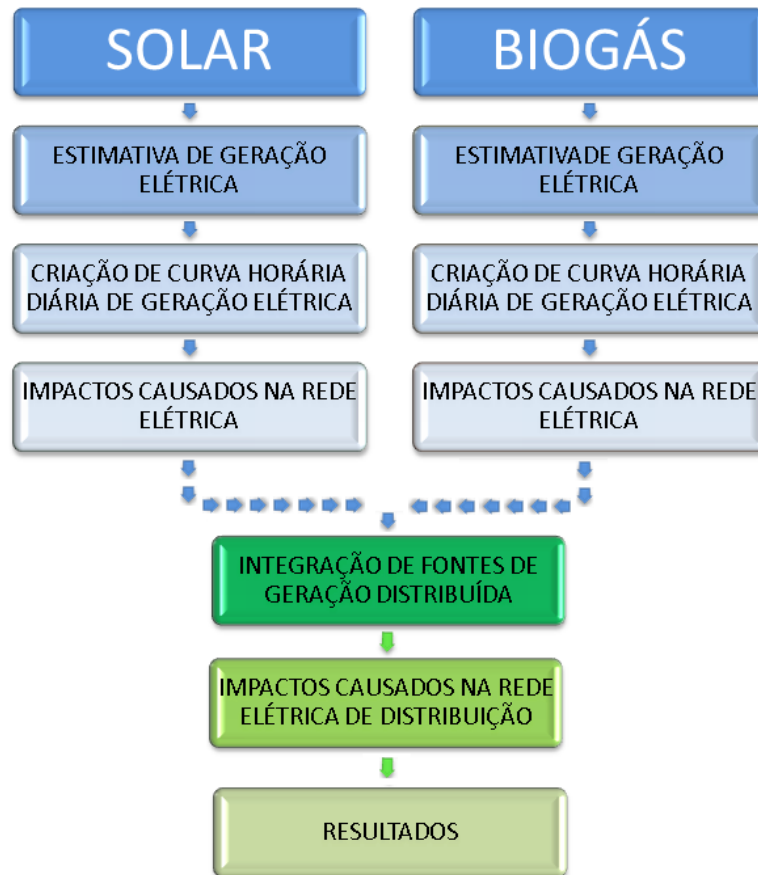 SOLAR
ESTIMATIVA DE GERAÇÃO
ELÉTRICA
CRIAÇÃO DE CURVA HORÁRIA
DIÁRIA DE GERAÇÃO ELÉTRICA
IMPACTOS CAUSADOS NA REDE
ELÉTRICA
BIOGÁS
ESTIMATIVA DE GERAÇÃO
ELÉTRICA
CRIAÇÃO DE CURVA HORÁRIA
DIÁRIA DE GERAÇÃO ELÉTRICA
IMPACTOS CAUSADOS NA REDE
ELÉTRICA
INTEGRAÇÃO DE FONTES DE
GERAÇÃO DISTRIBUÍDA
IMPACTOS CAUSADOS NA REDE
ELÉTRICA DE DISTRIBUIÇÃO
RESULTADOS